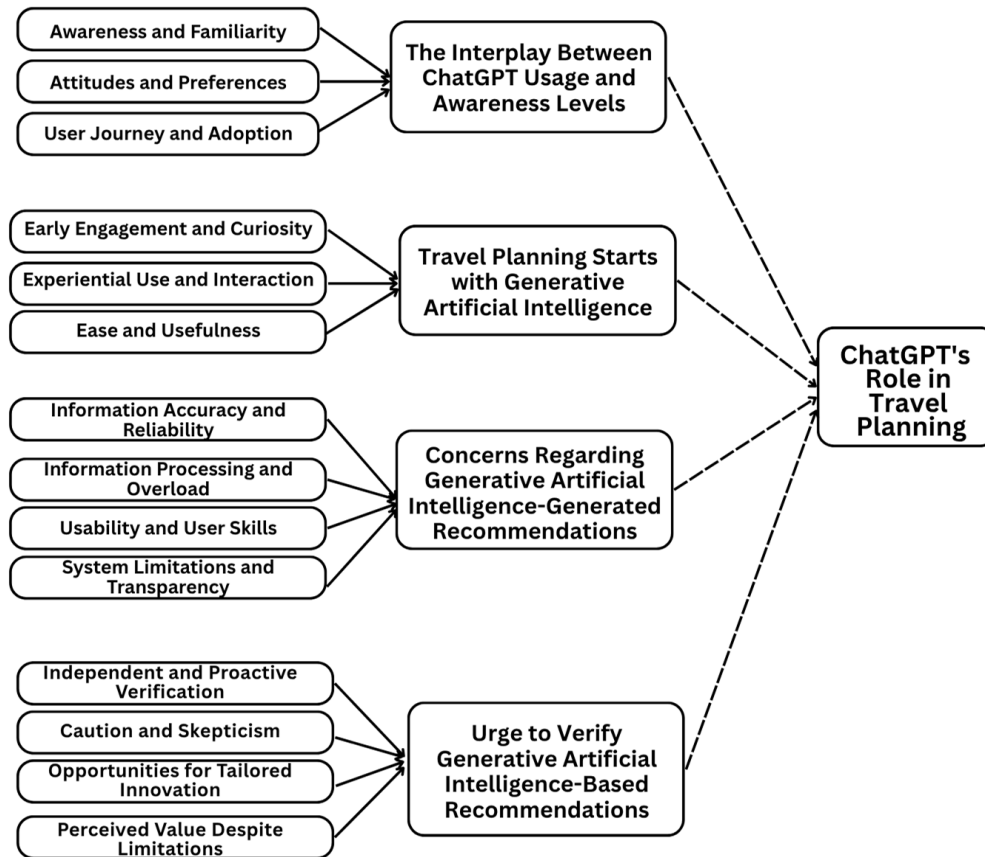 Awareness and Familiarity
Attitudes and Preferences
User Journey and Adoption
The Interplay Between
ChatGPT Usage and
Awareness Levels
Early Engagement and Curiosity
Experiential Use and Interaction
Ease and Usefulness
Travel Planning Starts
with Generative
Artificial Intelligence
Information Accuracy and
Reliability
Information Processing and
Overload
Usability and User Skills
System Limitations and
Transparency
Concerns Regarding
Generative Artificial
Intelligence-Generated
Recommendations
Independent and Proactive
Verification
Caution and Skepticism
Opportunities for Tailored
Innovation
Perceived Value Despite
Limitations
Urge to Verify
Generative Artificial
Intelligence-Based
Recommendations
ChatGPT's
Role in
Travel
Planning